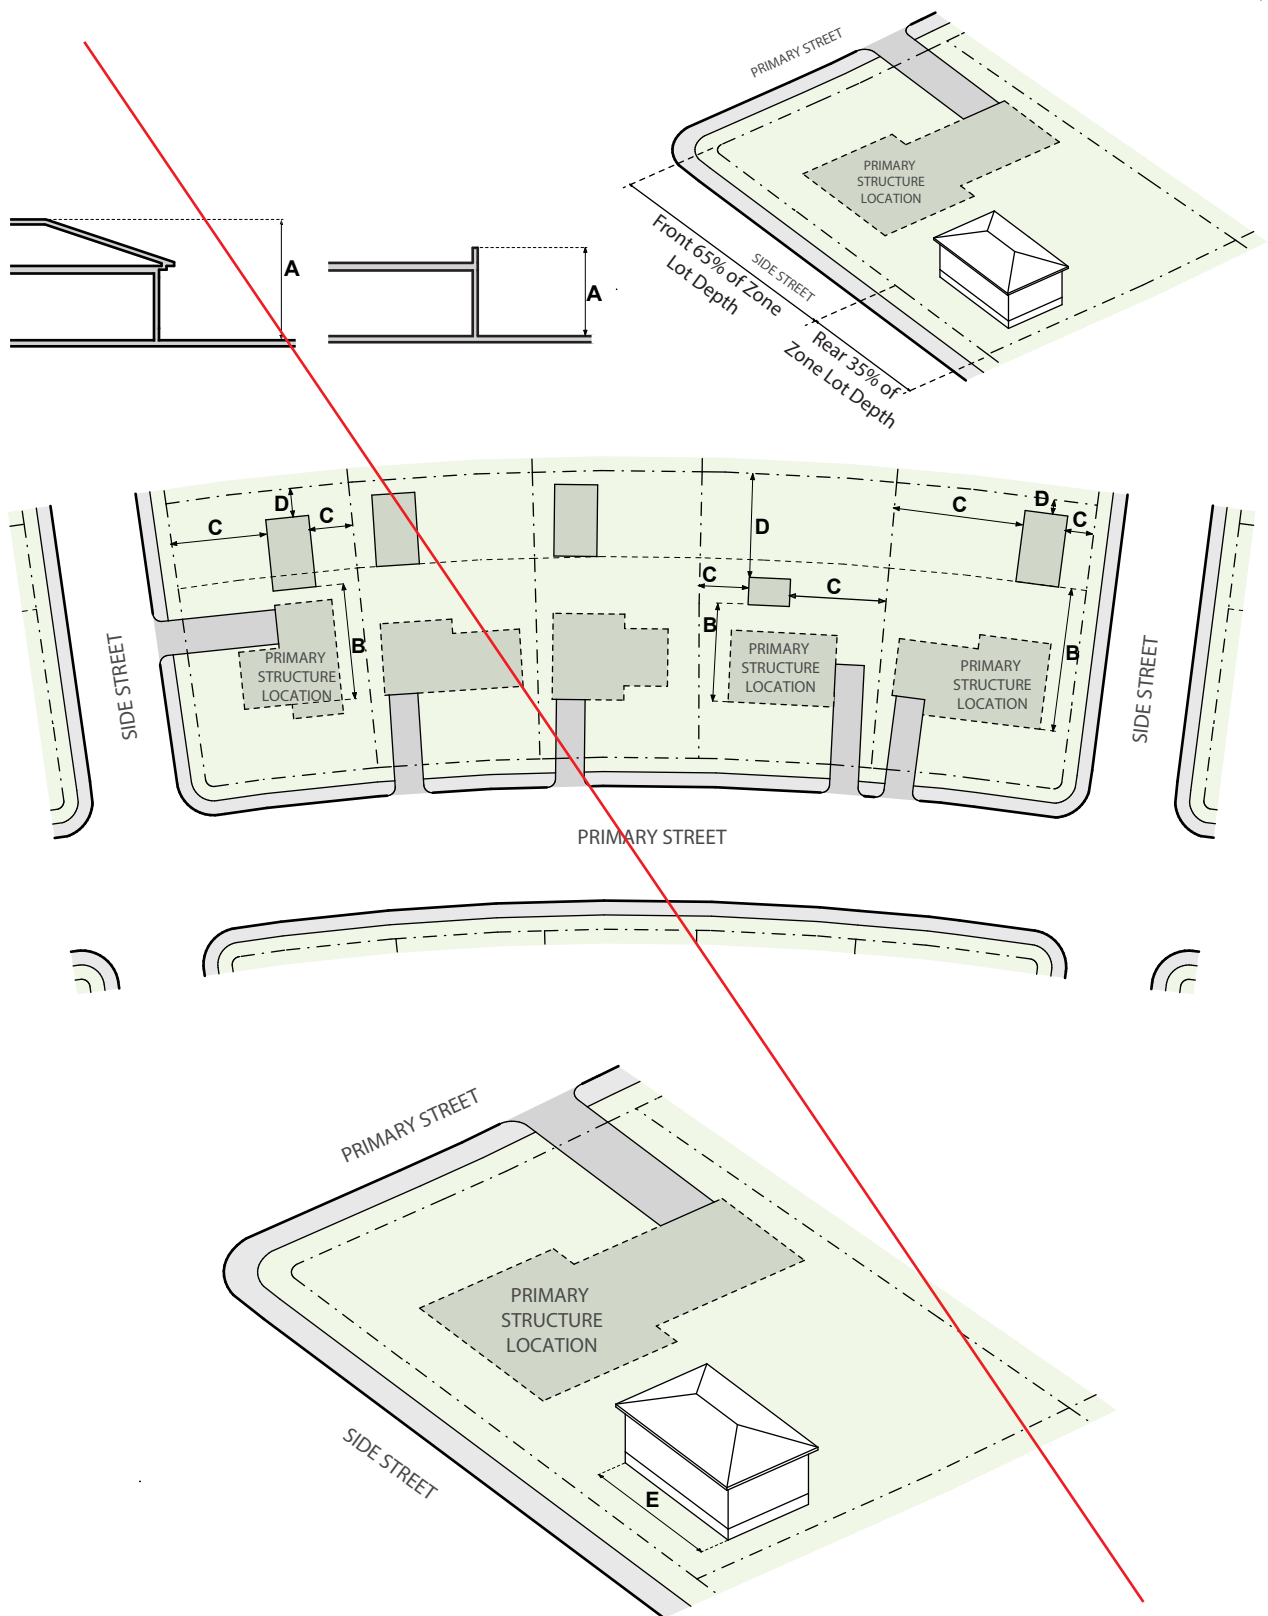 PRIMARY STREET
PRIMARY
STRUCTURE
LOCATION
Front 65% of Zone
Lot Depth
SIDE STREET
Rear 35% of
Zone Lot Depth
A
A
D
C
C
D
C
C
B
D
C
C
B
B
PRIMARY
STRUCTURE
LOCATION
PRIMARY
STRUCTURE
LOCATION
PRIMARY
STRUCTURE
LOCATION
SIDE STREET
SIDE STREET
PRIMARY STREET
PRIMARY STREET
PRIMARY
STRUCTURE
LOCATION
SIDE STREET
E